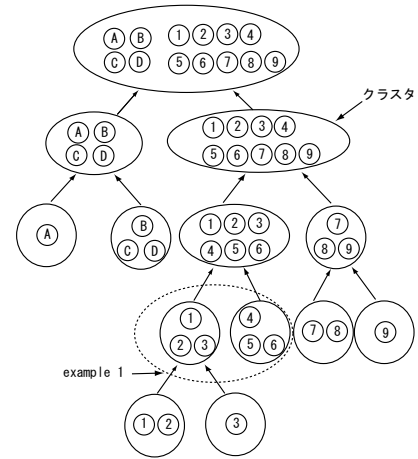 A B 1 2 3 4
C D 5 6 7 8 9
クラスタ
A B
C D
1 2 3 4
5 6 7 8 9
A
B
C D
1 2 3
4 5 6
7
8 9
1
2 3
4
5 6
7 8
9
example 1
1 2
3